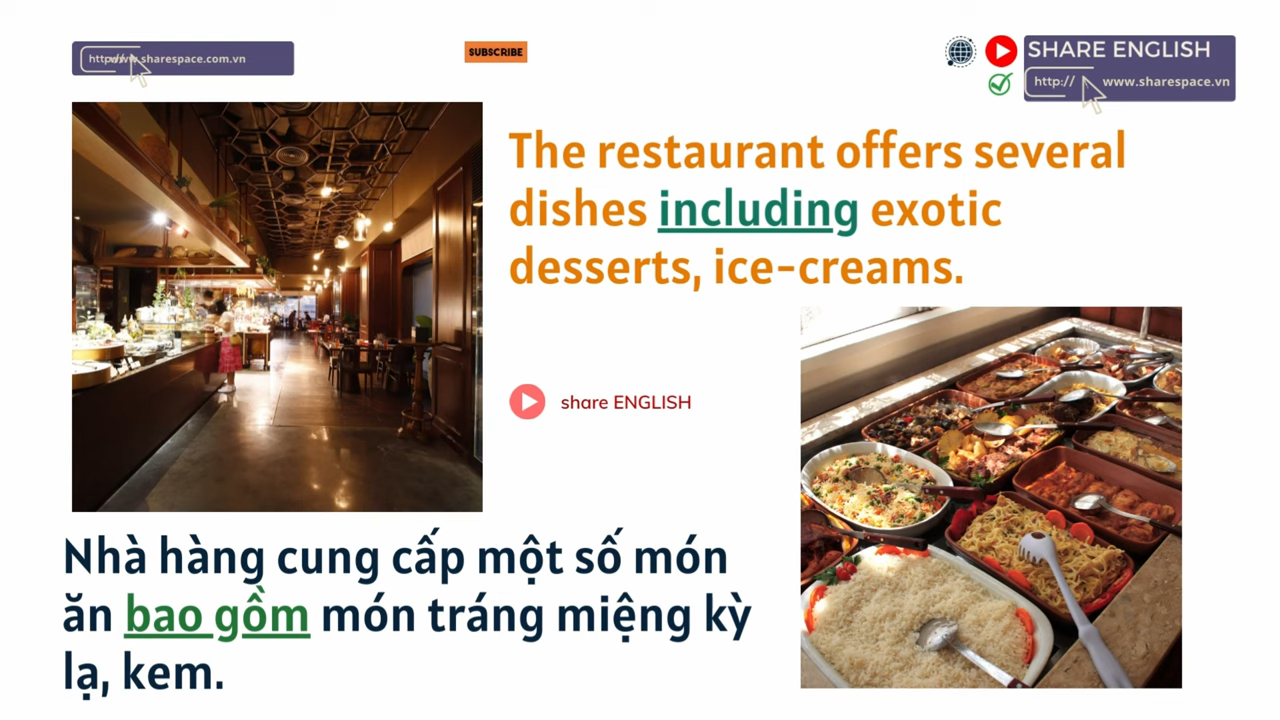 http://www.sharespace.com.vn
SUBSCRIBE
SHARE ENGLISH
http:// www.sharespace.vn
The restaurant offers several
dishes including exotic
desserts, ice-creams.
share ENGLISH
Nhà hàng cung cấp một số món
ăn bao gồm món tráng miệng kỳ
lạ, kem.